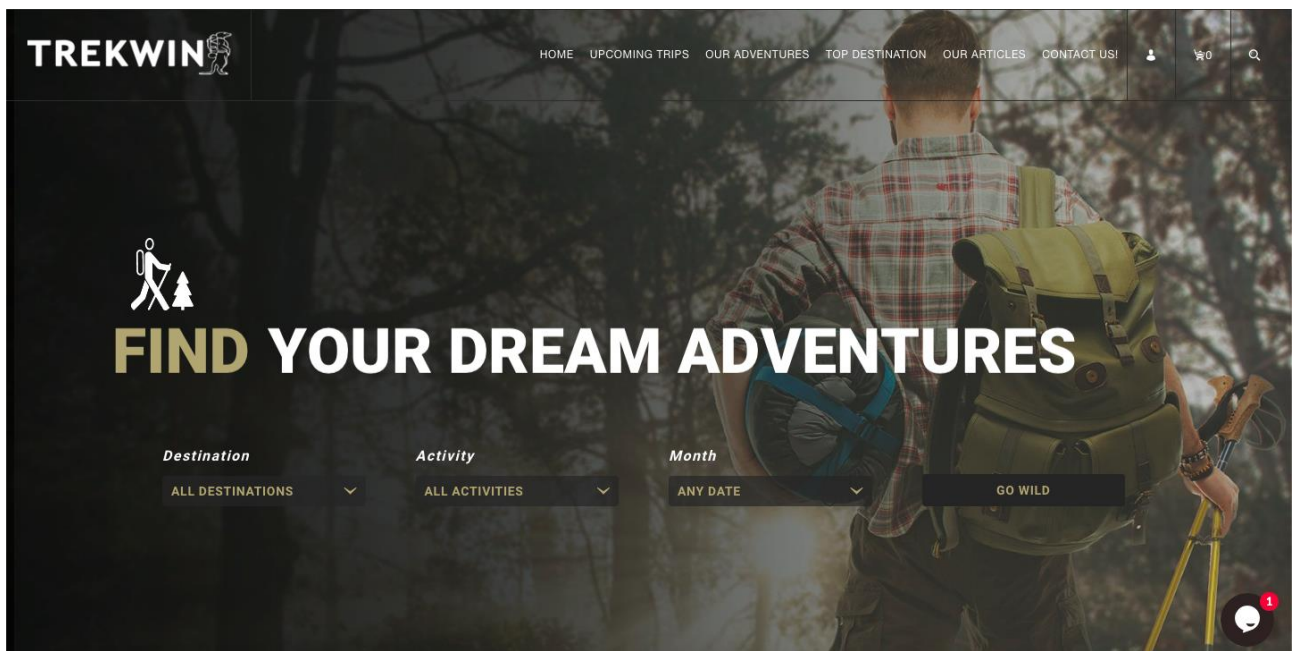 TREKWIN
HOME UPCOMING TRIPS OUR ADVENTURES TOP DESTINATION OUR ARTICLES CONTACT US! 0
FIND YOUR DREAM ADVENTURES
Destination Activity Month
ALL DESTINATIONS ALL ACTIVITIES ANY DATE GO WILD
1